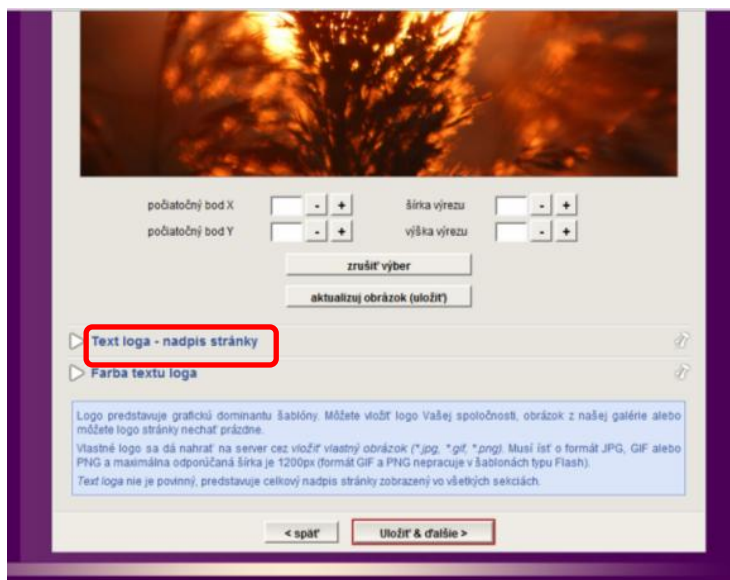 počiatočný bod X - + šírka výrezu - +
počiatočný bod Y - + výška výrezu - +
zrušiť výber
aktualizuj obrázok (uložiť)
Text loga - nadpis stránky
Farba textu loga
Logo predstavuje grafickú dominantu šablóny. Môžete vložiť logo Vašej spoločnosti, obrázok z našej galérie alebo
môžete logo stránky nechať prázdne.
Vlastné logo sa dá nahrať na server cez vložiť vlastný obrázok (*.jpg, *.gif, *.png). Musí ísť o formát JPG, GIF alebo
PNG a maximálna odporúčaná šírka je 1200px (formát GIF a PNG nepracuje v šablonách typu Flash).
Text loga nie je povinný, predstavuje celkový nadpis stránky zobrazený vo všetkých sekciách.
< späť Uložiť & ďalšie >